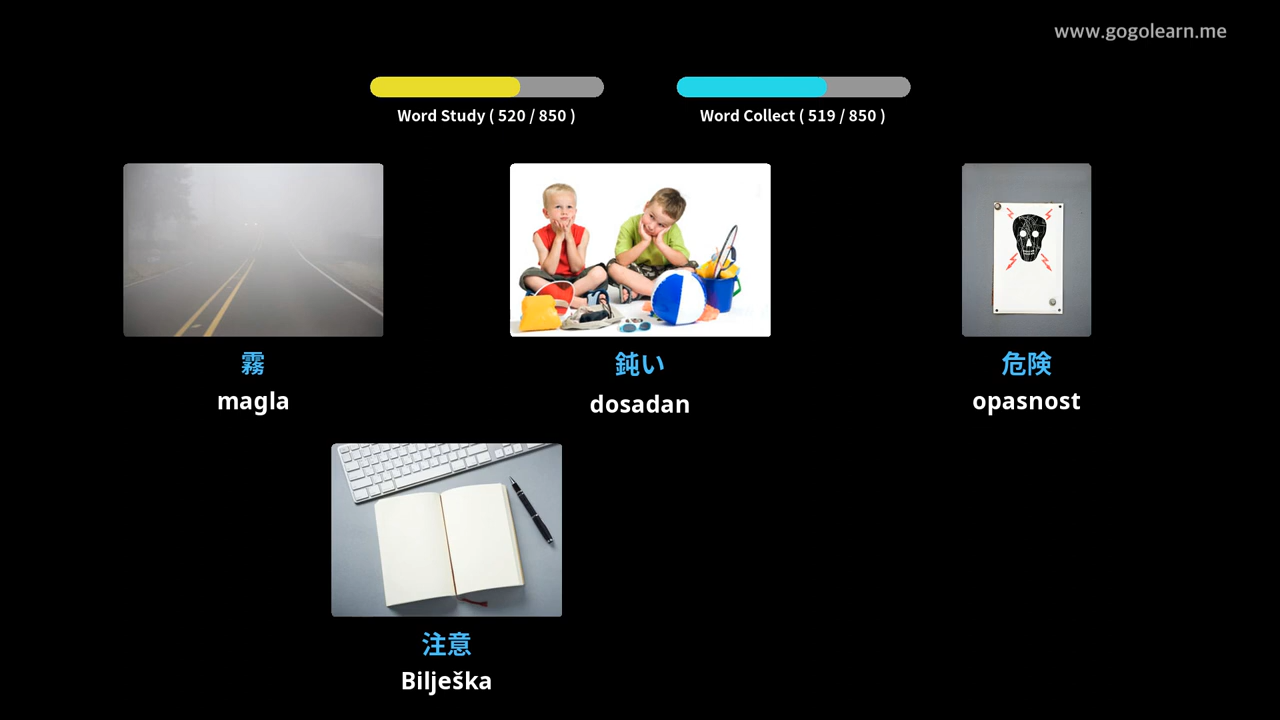 www.gogolearn.me
Word Study ( 520 / 850 )
Word Collect ( 519 / 850 )
霧
magla
鈍い
dosadan
危険
opasnost
注意
Bilješka